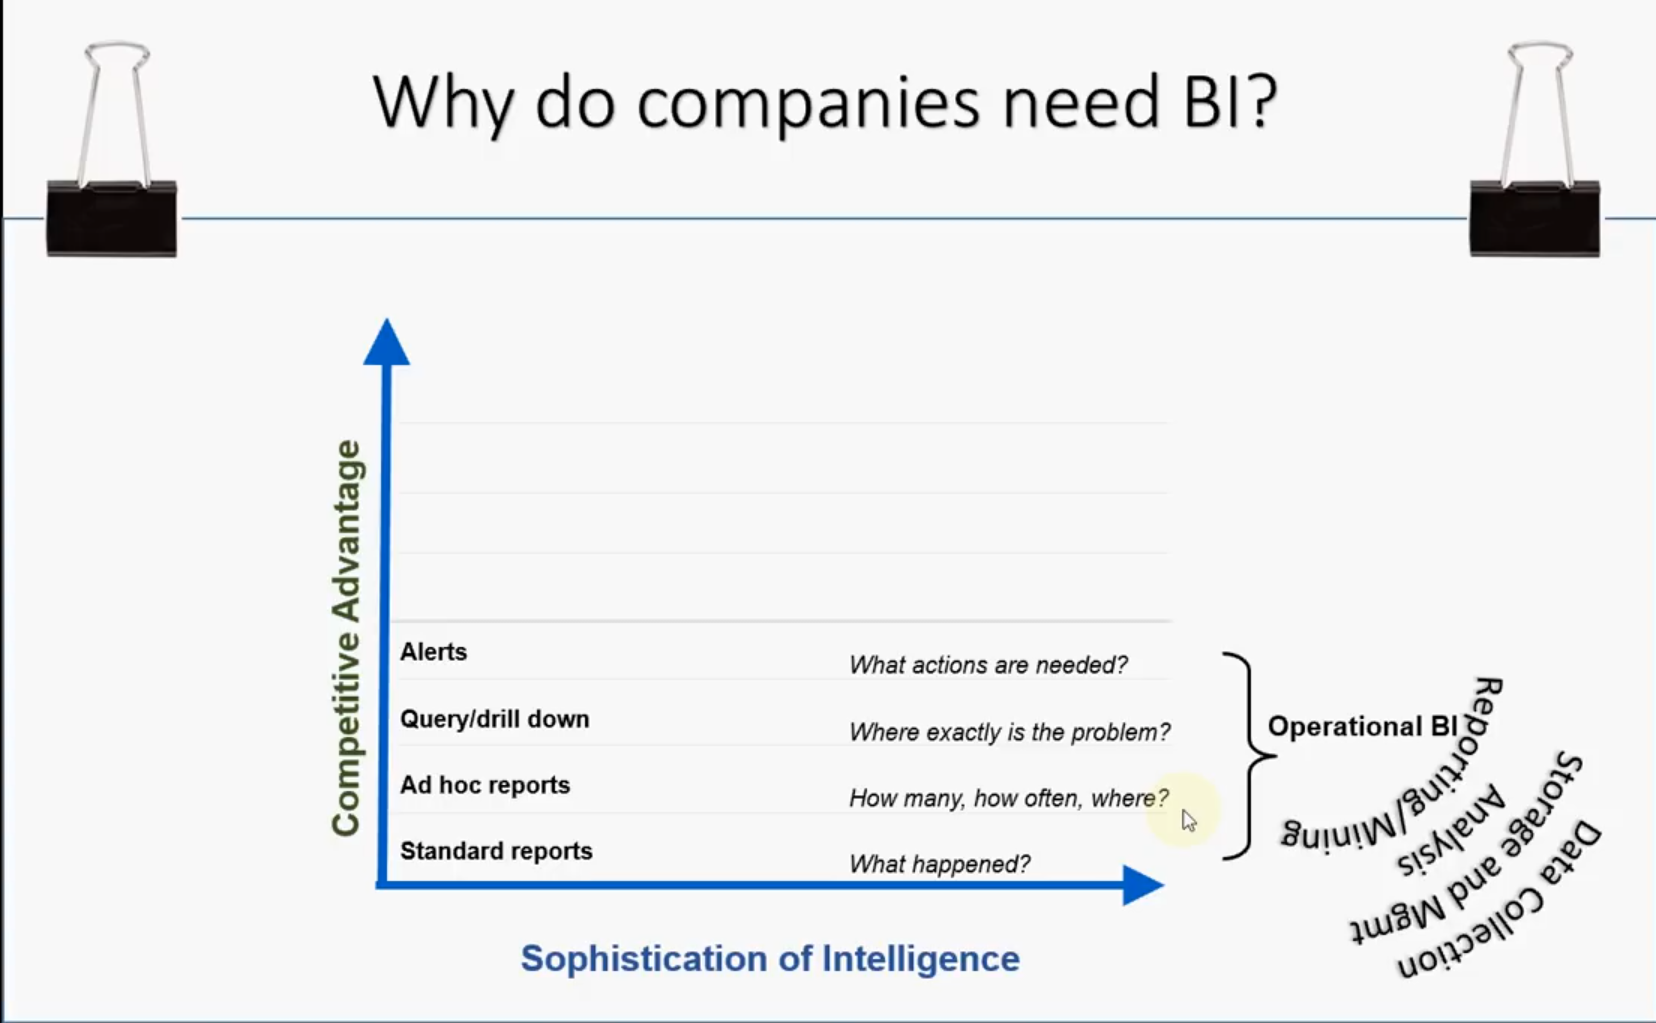 Why do companies need BI?
Competitive Advantage
Alerts
What actions are needed?
Query/drill down
Where exactly is the problem?
Ad hoc reports
How many, how often, where?
Standard reports
What happened?
Operational BI
Reporting/Mining
Analysis
Storage and Mgmt
Data Collection
Sophistication of Intelligence